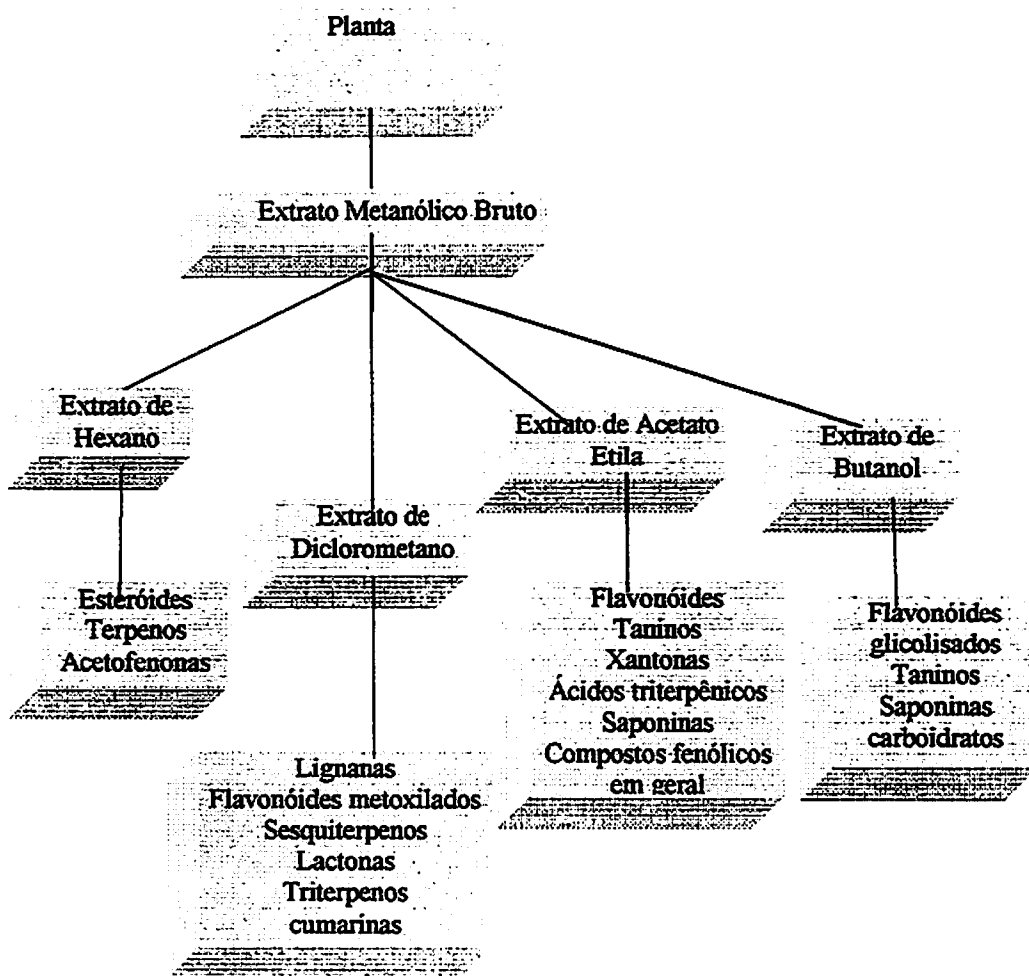 Planta
Extrato Metanólico Bruto
Extrato de
Hexano
Extrato de
Diclorometano
Extrato de Acetato
Etila
Extrato de
Butanol
Esteróides
Terpenos
Acetofenonas
Lignanas
Flavonóides metoxilados
Sesquiterpenos
Lactonas
Triterpenos
cumarinas
Flavonóides
Taninos
Xantonas
Ácidos triterpênicos
Saponinas
Compostos fenólicos
em geral
Flavonóides
glicolisados
Taninos
Saponinas
carboidratos